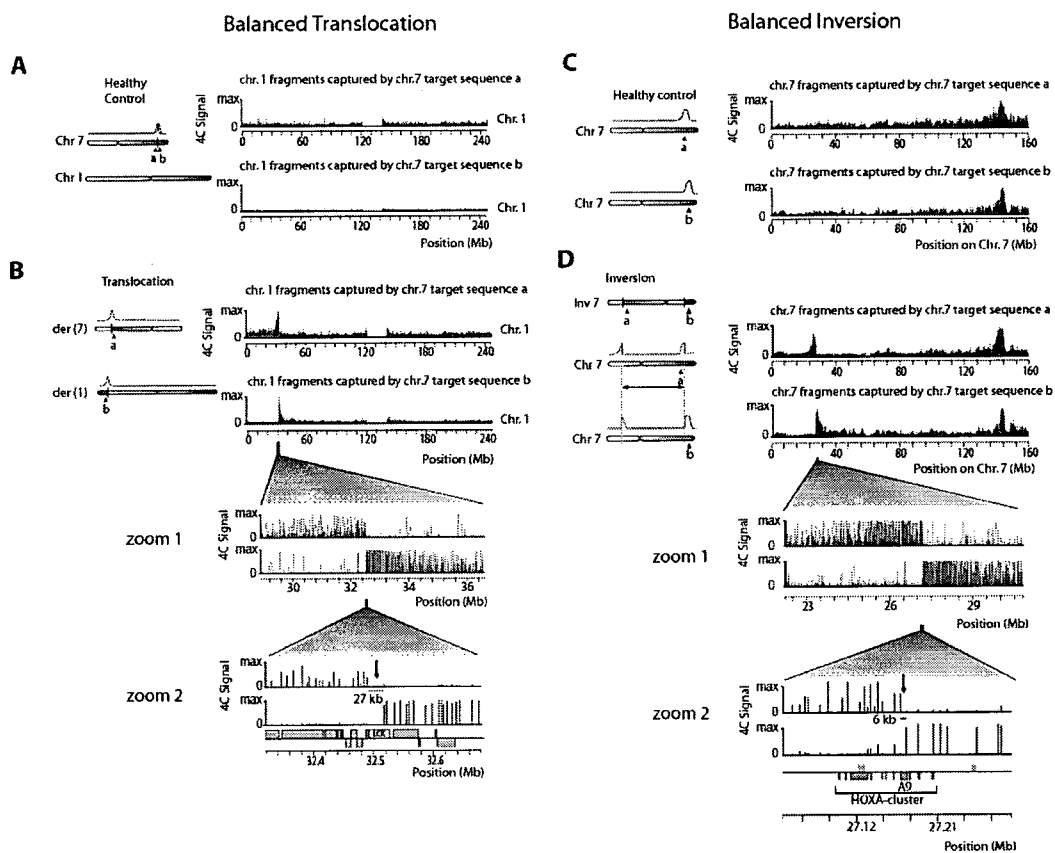 Balanced Translocation
Balanced Inversion
A
Healthy
Control
Chr 7
a b
Chr 1
chr. 1 fragments captured by chr.7 target sequence a
4C Signal
max
0
Chr. 1
chr. 1 fragments captured by chr.7 target sequence b
max
0
Chr. 1
0 60 120 180 240
Position (Mb)
B
Translocation
der (7)
a
der (1)
b
chr. 1 fragments captured by chr.7 target sequence a
4C Signal
max
0
Chr. 1
0 60 120 180 240
chr. 1 fragments captured by chr.7 target sequence b
max
0
Chr. 1
0 60 120 180 240
Position (Mb)
zoom 1
4C Signal
max
0
max
0
30 32 34 36
Position (Mb)
zoom 2
4C Signal
max
0
27 kb
max
0
LCK
32.4 32.5 32.6
Position (Mb)
C
Healthy control
Chr 7
a
Chr 7
b
chr.7 fragments captured by chr.7 target sequence a
4C Signal
max
0
0 40 80 120 160
chr.7 fragments captured by chr.7 target sequence b
max
0
0 40 80 120 160
Position on Chr. 7 (Mb)
D
Inversion
Inv 7
a
b
Chr 7
a
Chr 7
b
chr.7 fragments captured by chr.7 target sequence a
4C Signal
max
0
chr.7 fragments captured by chr.7 target sequence b
max
0
0 40 80 120 160
Position on Chr. 7 (Mb)
zoom 1
4C Signal
max
0
max
0
23 26 29
Position (Mb)
zoom 2
4C Signal
max
0
6 kb
max
0
A9
HOXA-cluster
27.12 27.21
Position (Mb)